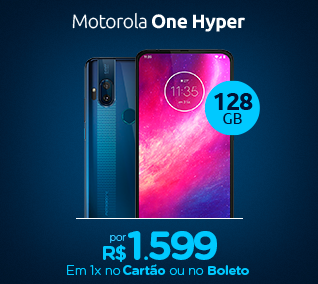 Motorola One Hyper
11:35
128
GB
por
R$ 1.599
Em 1x no Cartão ou no Boleto